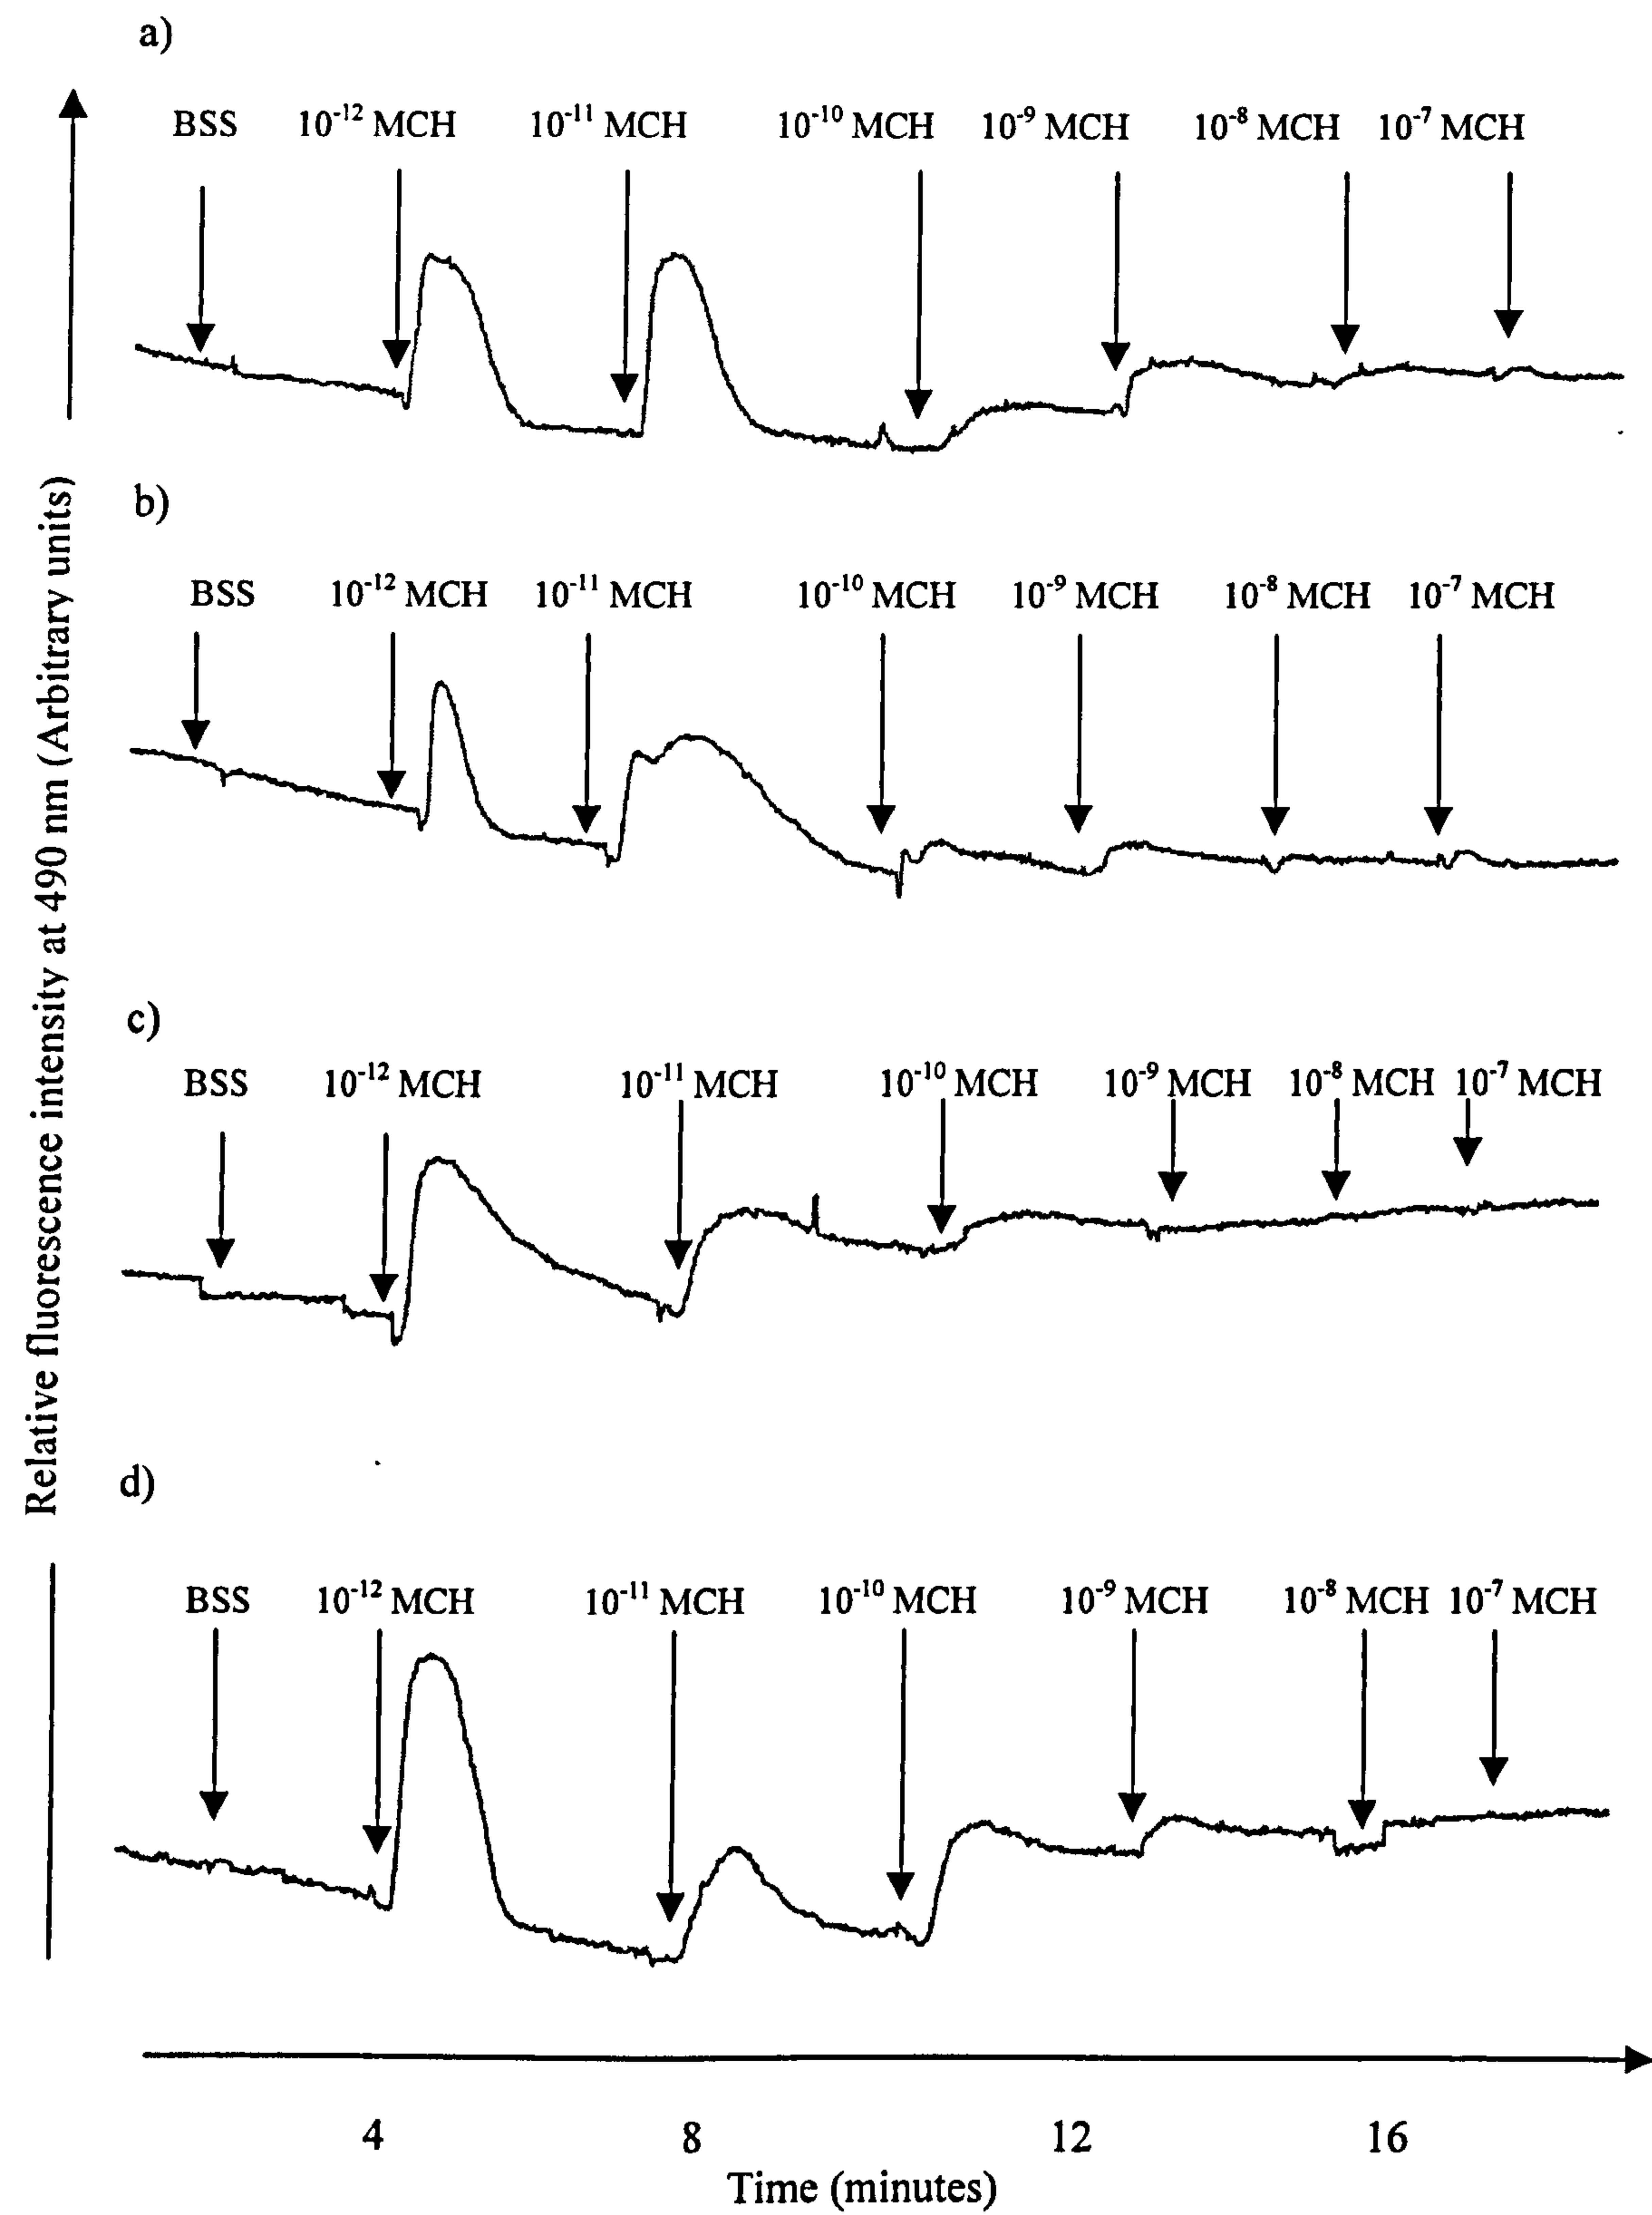 a)
BSS 10⁻¹² MCH 10⁻¹¹ MCH 10⁻¹⁰ MCH 10⁻⁹ MCH 10⁻⁸ MCH 10⁻⁷ MCH
b)
BSS 10⁻¹² MCH 10⁻¹¹ MCH 10⁻¹⁰ MCH 10⁻⁹ MCH 10⁻⁸ MCH 10⁻⁷ MCH
c)
BSS 10⁻¹² MCH 10⁻¹¹ MCH 10⁻¹⁰ MCH 10⁻⁹ MCH 10⁻⁸ MCH 10⁻⁷ MCH
d)
BSS 10⁻¹² MCH 10⁻¹¹ MCH 10⁻¹⁰ MCH 10⁻⁹ MCH 10⁻⁸ MCH 10⁻⁷ MCH
Relative fluorescence intensity at 490 nm (Arbitrary units)
4 8 12 16
Time (minutes)